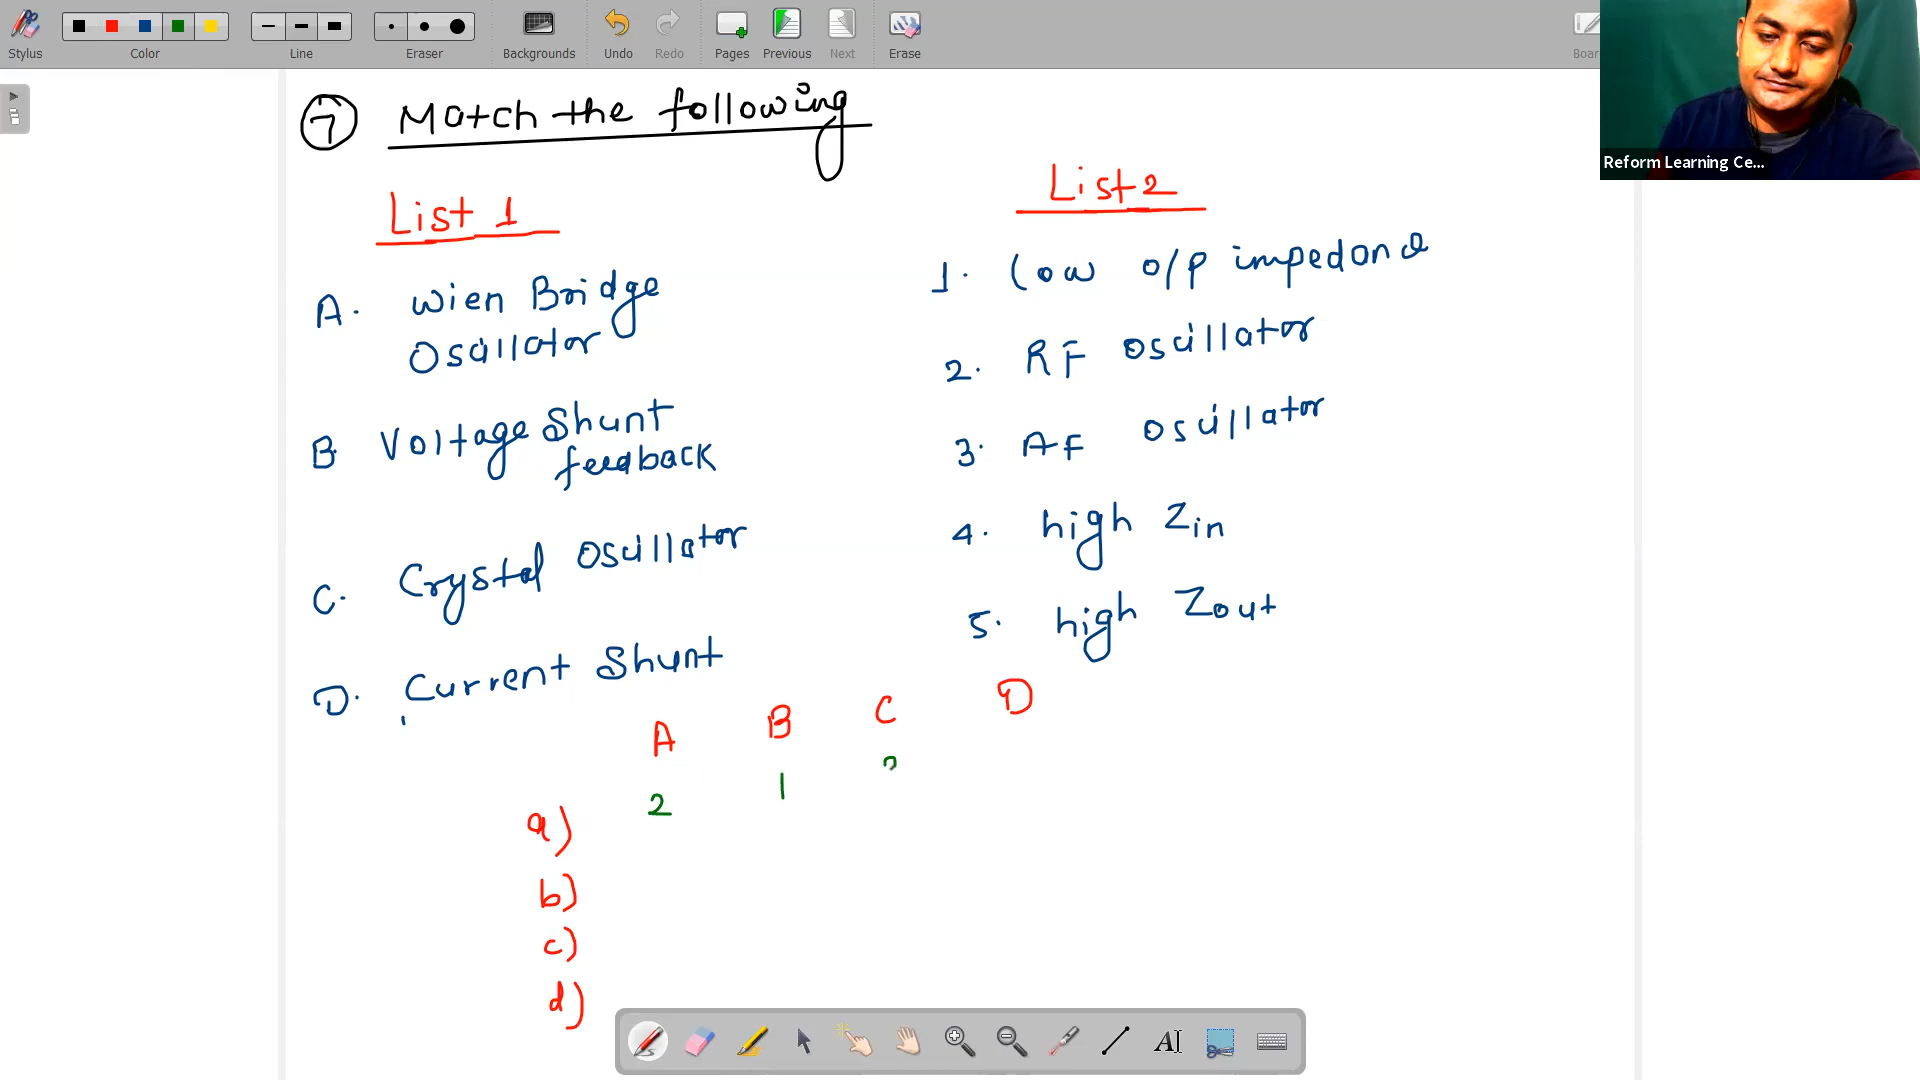 Stylus
Color
Line
Eraser
Backgrounds
Undo
Redo
Pages
Previous
Next
Erase
Boar
Reform Learning Ce...
7 Match the following
List 1
List 2
A. Wien Bridge
Oscillator
B. Voltage Shunt
feedback
C. Crystal Oscillator
D. Current Shunt
1. Low o/p impedance
2. RF oscillator
3. AF oscillator
4. high Zin
5. high Zout
A B C D
a) 2 1
b)
c)
d)